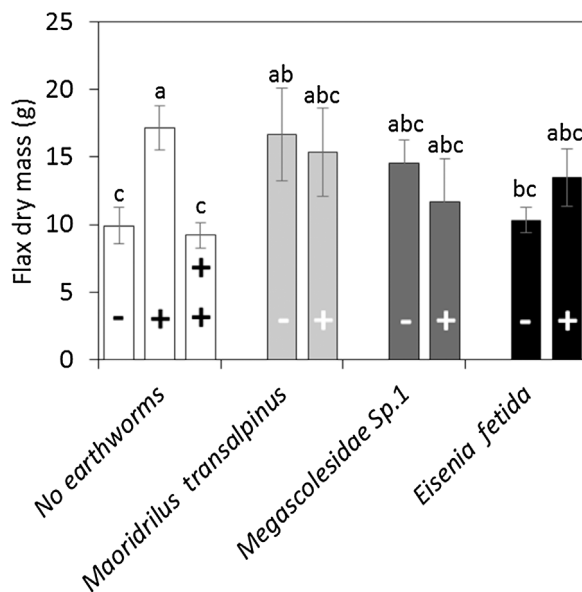 25
20
15
10
5
0
Flax dry mass (g)
c
a
c
ab
abc
abc
abc
bc
abc
-
+
+
+
-
+
-
+
-
+
No earthworms
Maoridrilus transalpinus
Megascolesidae Sp.1
Eisenia fetida